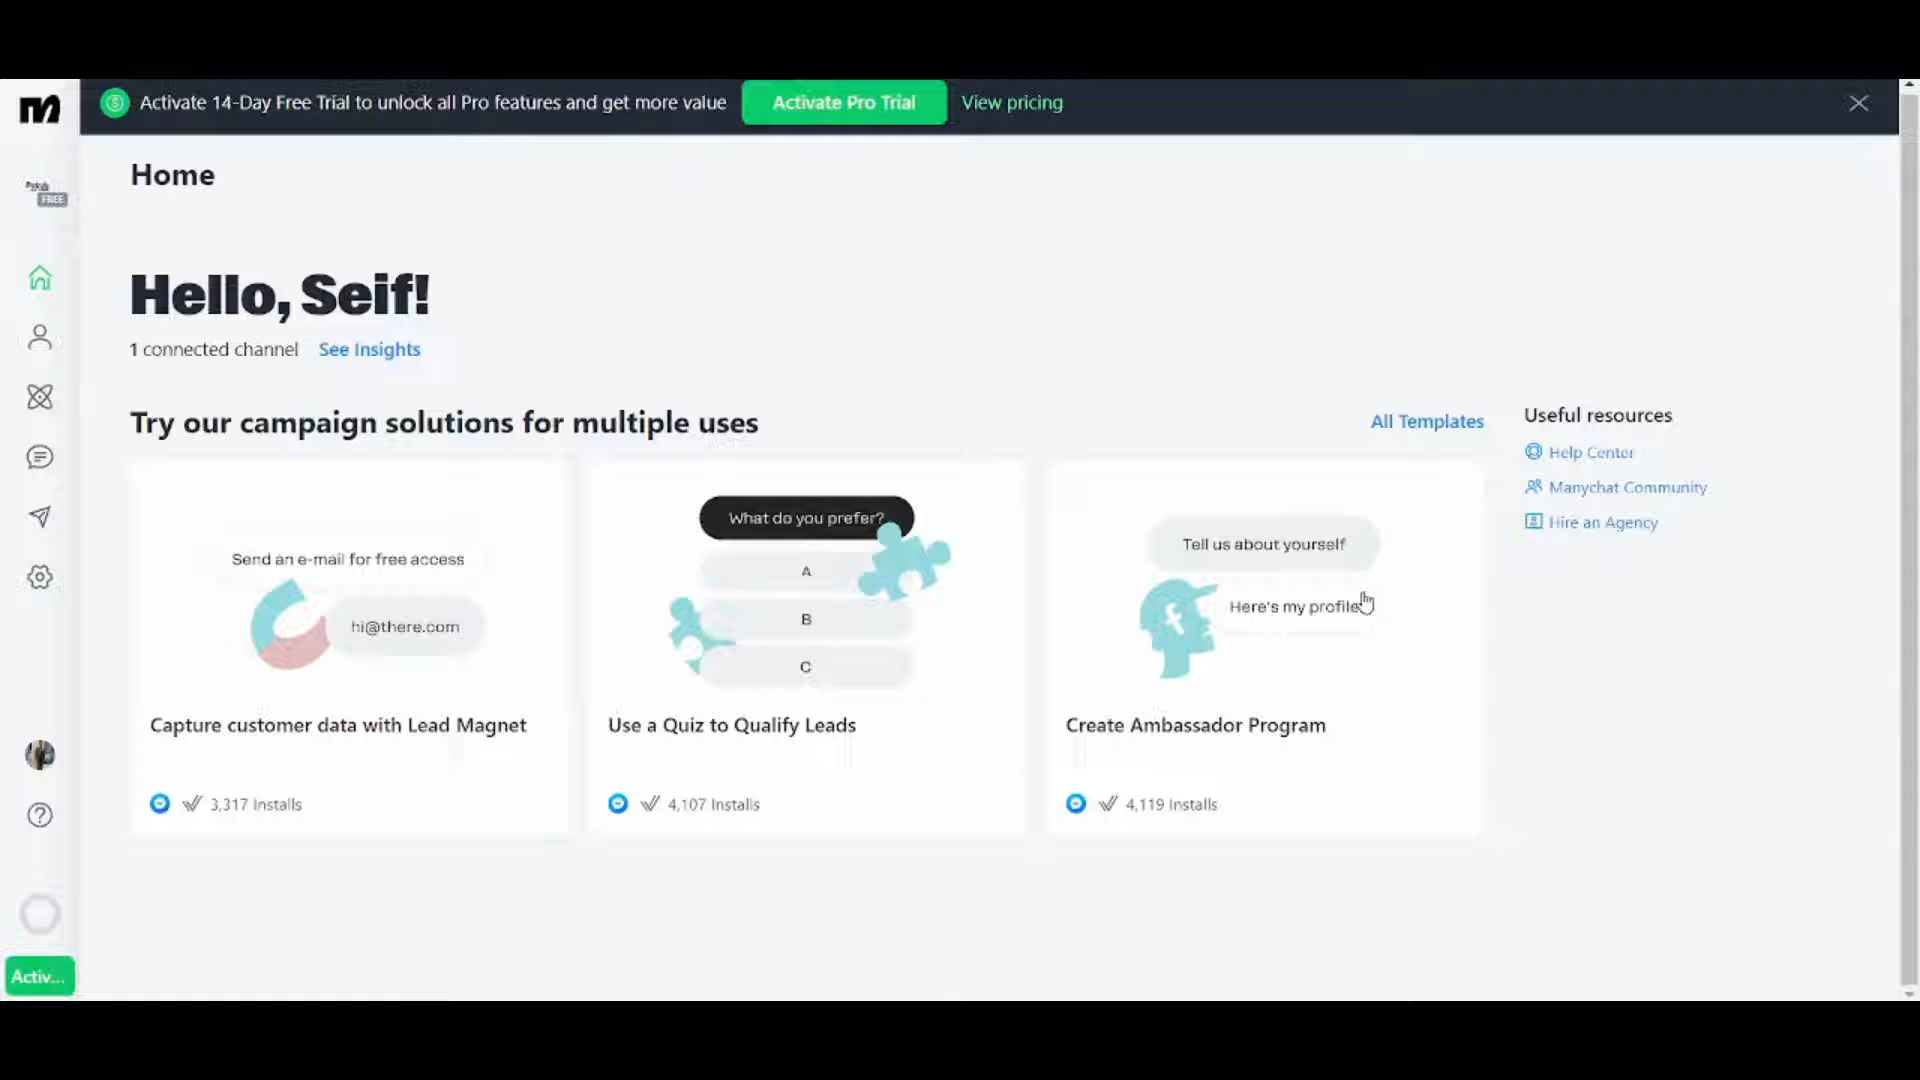 Activate 14-Day Free Trial to unlock all Pro features and get more value
Activate Pro Trial
View pricing
FREE
Home
Hello, Seif!
1 connected channel
See Insights
Try our campaign solutions for multiple uses
All Templates
Useful resources
Help Center
Manychat Community
Hire an Agency
Send an e-mail for free access
hi@there.com
Capture customer data with Lead Magnet
3,317 Installs
What do you prefer?
A
B
C
Use a Quiz to Qualify Leads
4,107 Installs
Tell us about yourself
Here's my profile
Create Ambassador Program
4,119 Installs
Activ...